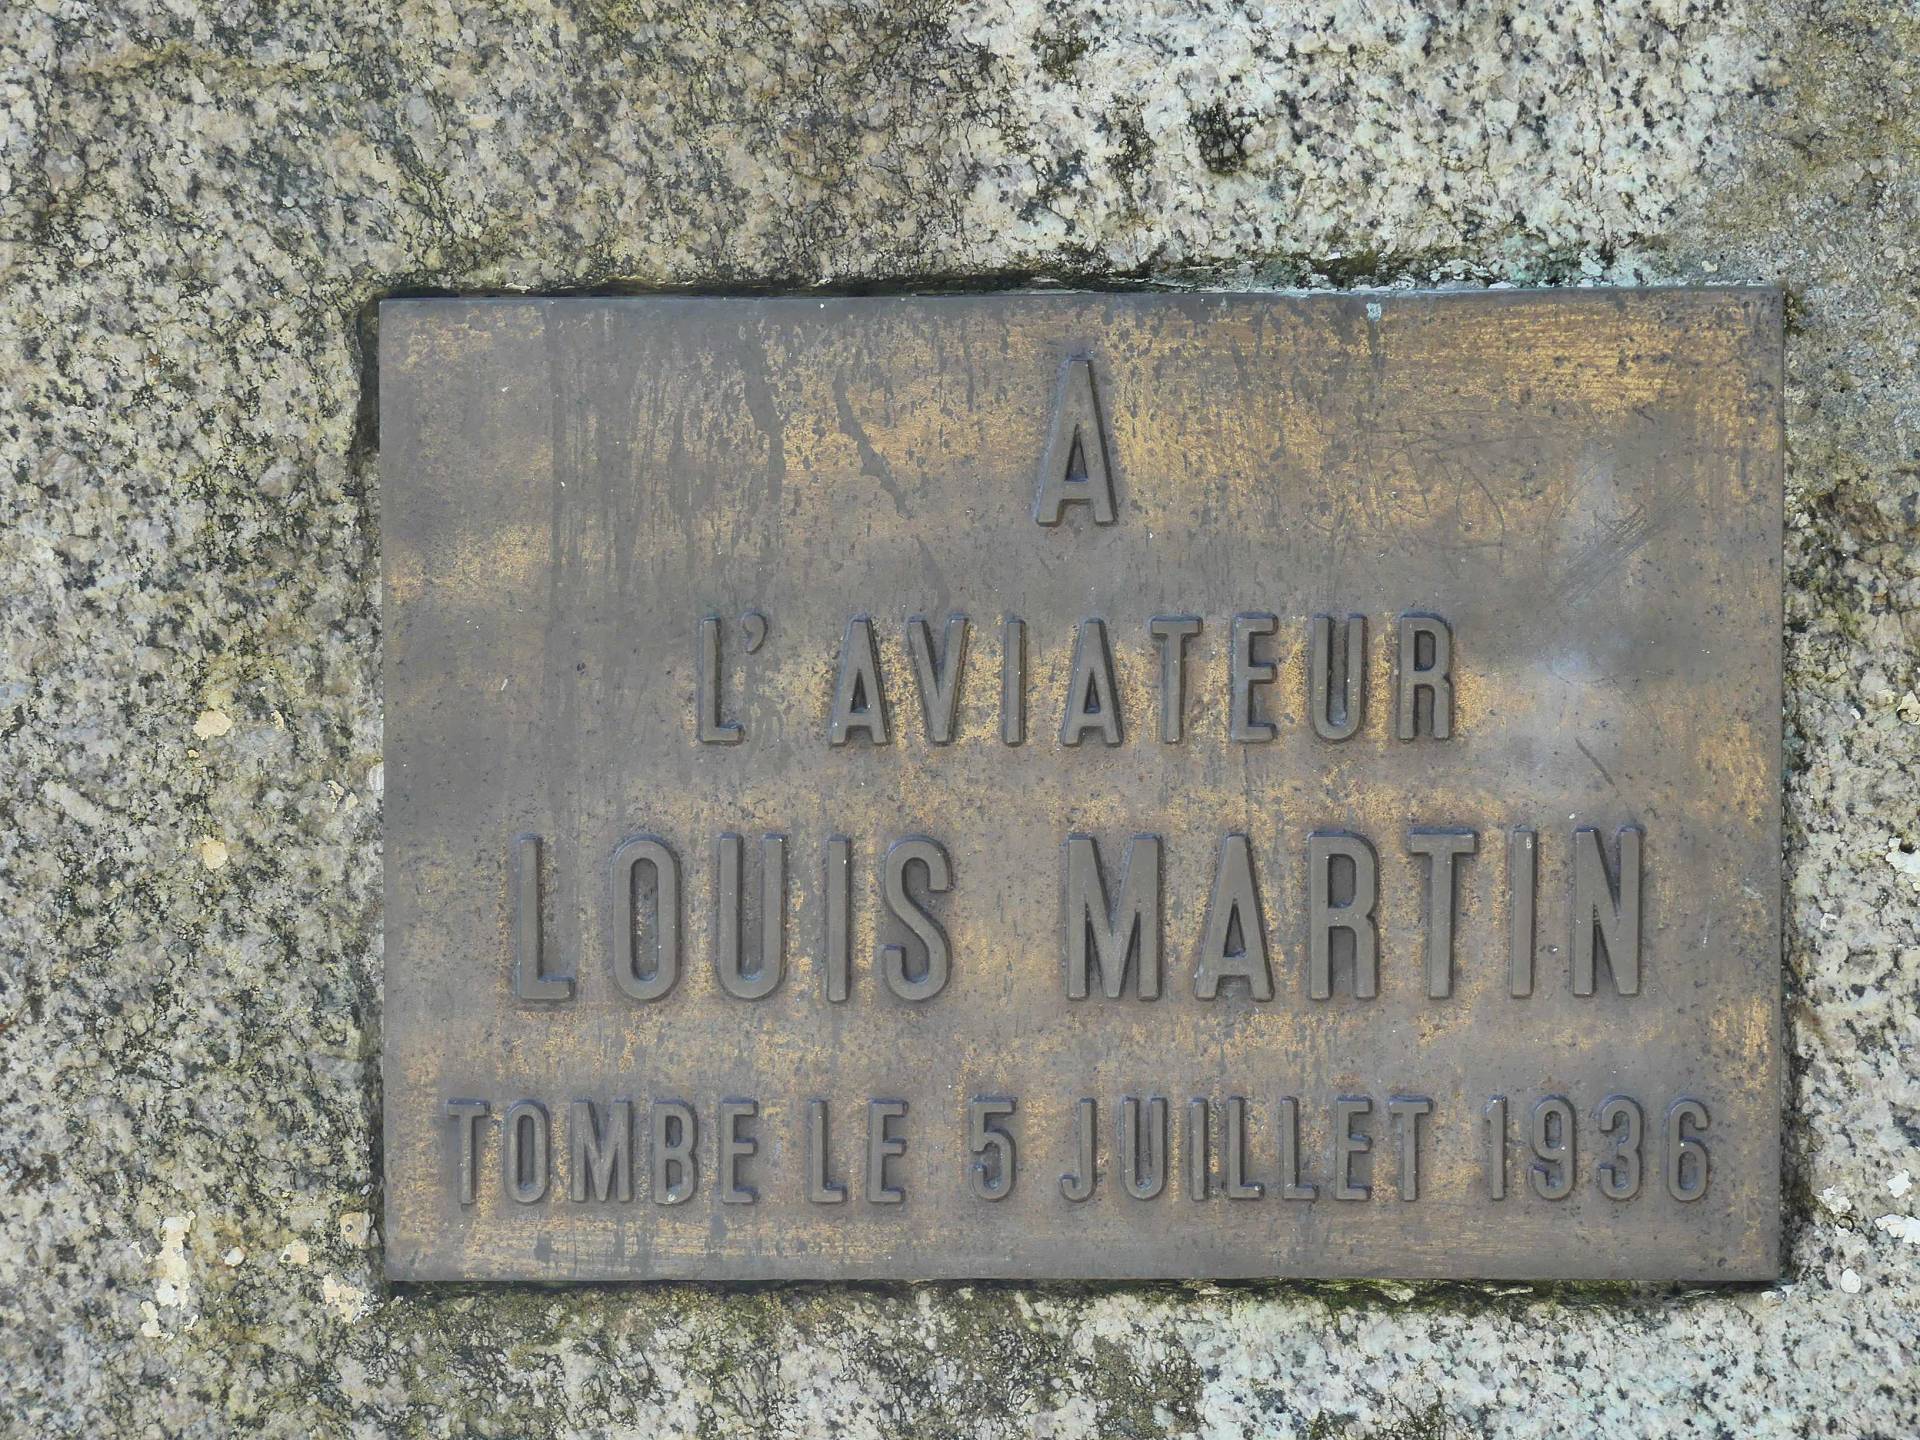 A
L'AVIATEUR
LOUIS MARTIN
TOMBE LE 5 JUILLET 1936